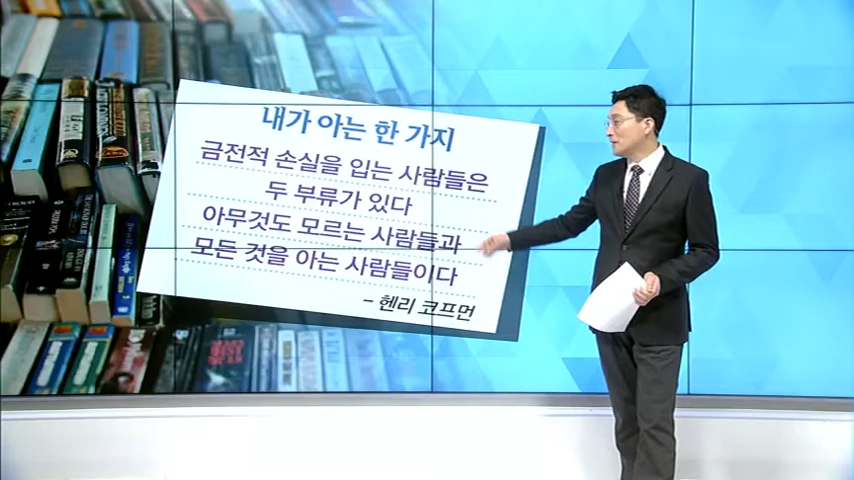 내가 아는 한 가지
금전적 손실을 입는 사람들은
두 부류가 있다
아무것도 모르는 사람들과
모든 것을 아는 사람들이다
- 헨리 코프먼